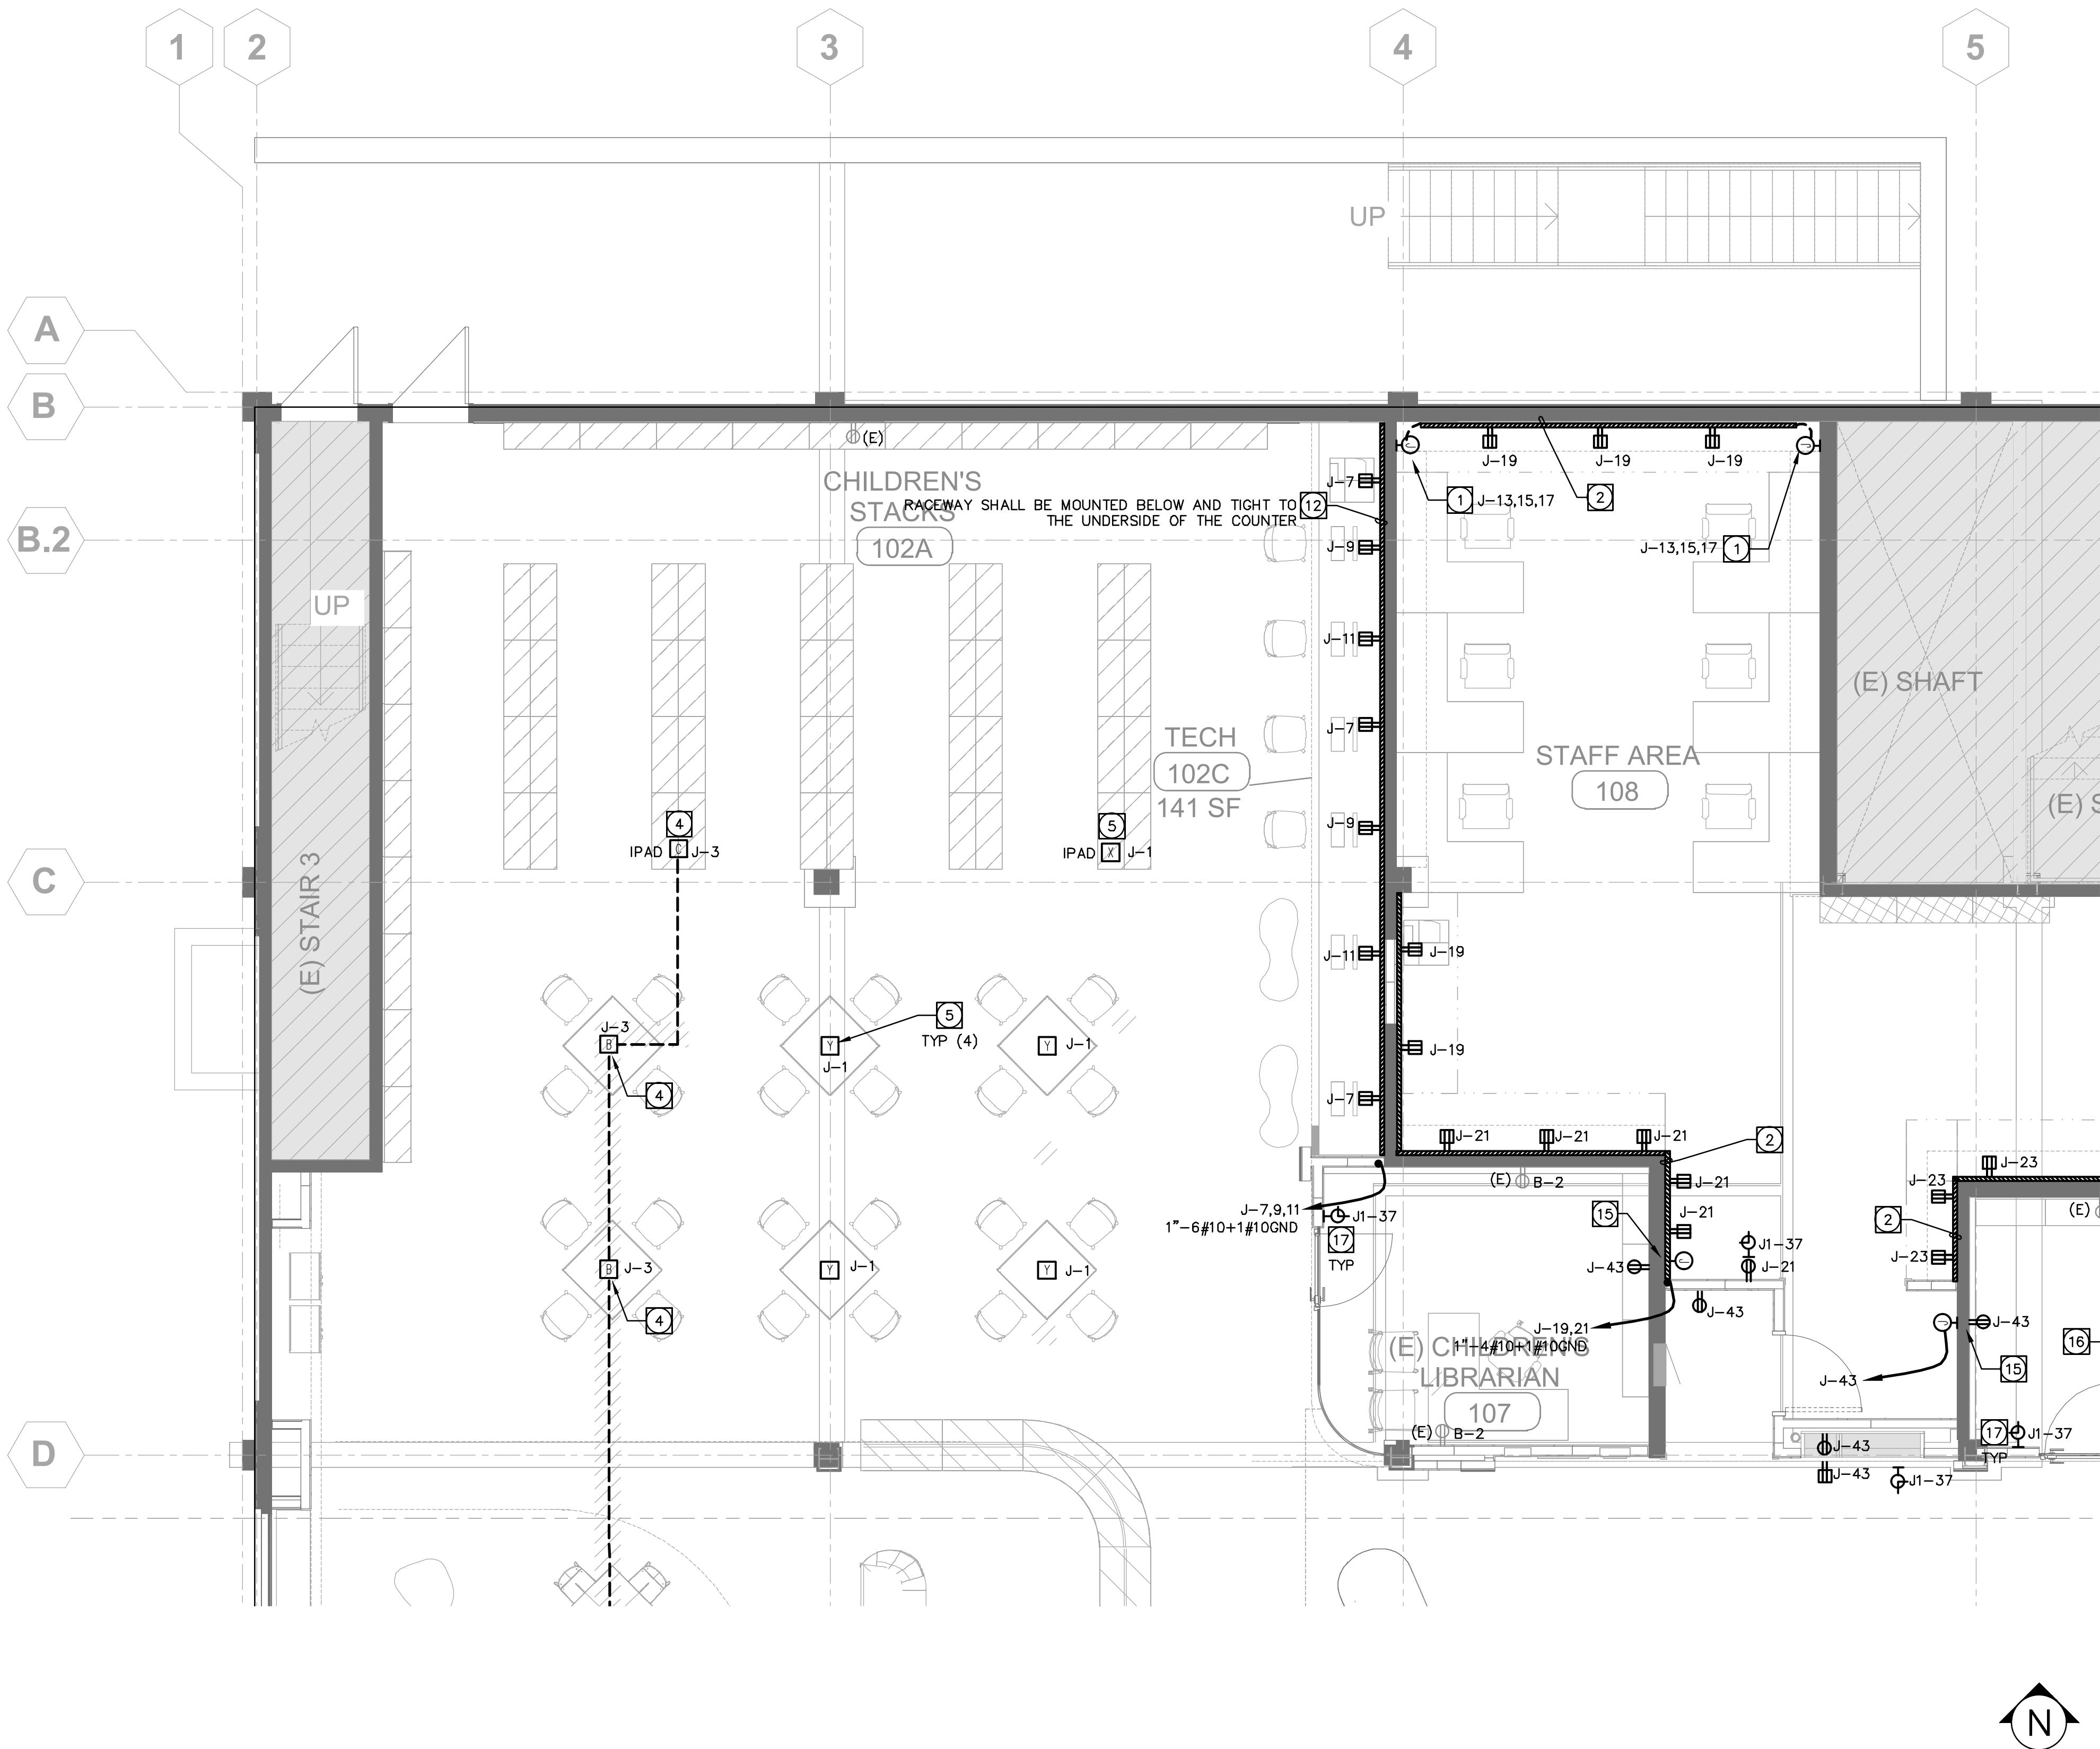 1
2
3
4
5
UP
A
B
(E)
J-19
J-19
J-19
CHILDREN'S
STACKS
102A
J-7
RACEWAY SHALL BE MOUNTED BELOW AND TIGHT TO
THE UNDERSIDE OF THE COUNTER
12
1
J-13,15,17
2
B.2
J-9
J-13,15,17
1
UP
J-11
(E) SHAFT
J-7
TECH
102C
141 SF
STAFF AREA
108
(E) S
4
IPAD
C
J-3
5
IPAD
X
J-1
J-9
C
(E) STAIR 3
J-11
J-19
J-3
B
5
TYP (4)
Y
J-1
Y
J-1
J-19
4
J-7
J-21
J-21
J-21
2
(E)
B-2
J-21
J-23
J-23
(E)
J-7,9,11
1"-6#10+1#10GND
J1-37
17
TYP
15
J-21
2
J1-37
J-21
J-23
B
J-3
Y
J-1
Y
J-1
J-43
J
J-43
4
J-19,21
1"-4#10+1#10GND
(E) CHILDREN'S
LIBRARIAN
107
J
J-43
16
15
J-43
D
(E)
B-2
J-43
J-43
J1-37
17
TYP
J1-37
N